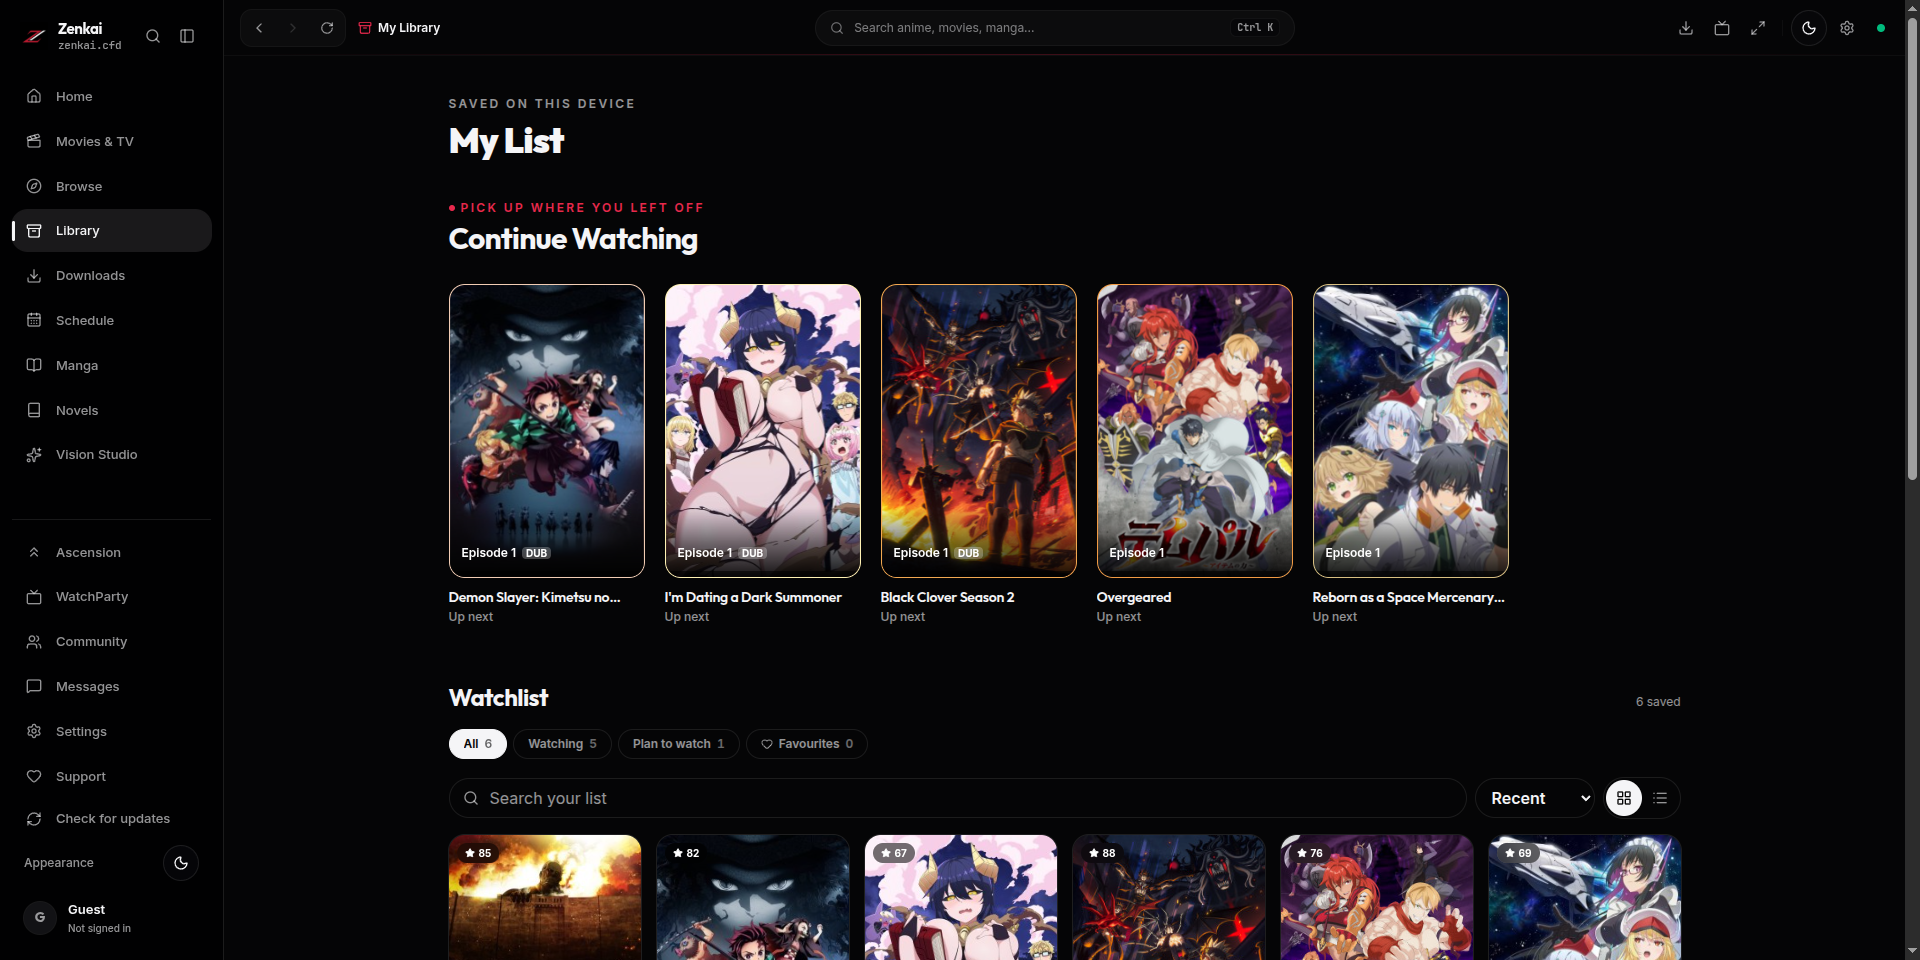 Zenkai
zenkai.cfd
My Library
Search anime, movies, manga...
Ctrl K
Home
Movies & TV
Browse
Library
Downloads
Schedule
Manga
Novels
Vision Studio
Ascension
WatchParty
Community
Messages
Settings
Support
Check for updates
Appearance
G
Guest
Not signed in
SAVED ON THIS DEVICE
My List
PICK UP WHERE YOU LEFT OFF
Continue Watching
Episode 1 DUB
Demon Slayer: Kimetsu no...
Up next
Episode 1 DUB
I'm Dating a Dark Summoner
Up next
Episode 1 DUB
Black Clover Season 2
Up next
テムパル
Episode 1
Overgeared
Up next
Episode 1
Reborn as a Space Mercenary...
Up next
Watchlist
6 saved
All 6
Watching 5
Plan to watch 1
Favourites 0
Search your list
Recent
85
82
67
88
76
69